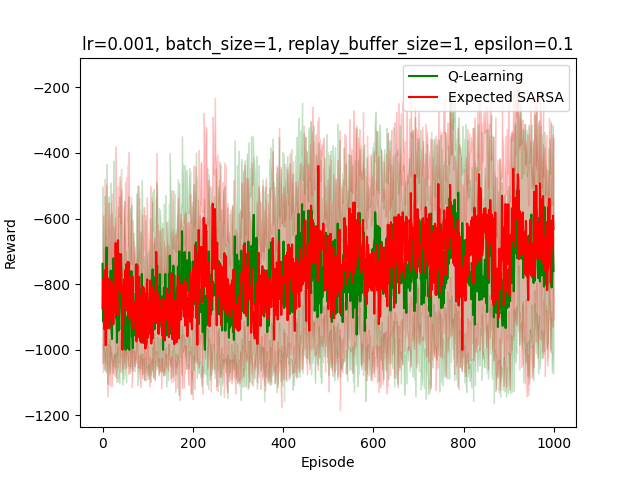 lr=0.001, batch_size=1, replay_buffer_size=1, epsilon=0.1
Q-Learning
Expected SARSA
−200
−400
−600
−800
−1000
−1200
Reward
0
200
400
600
800
1000
Episode